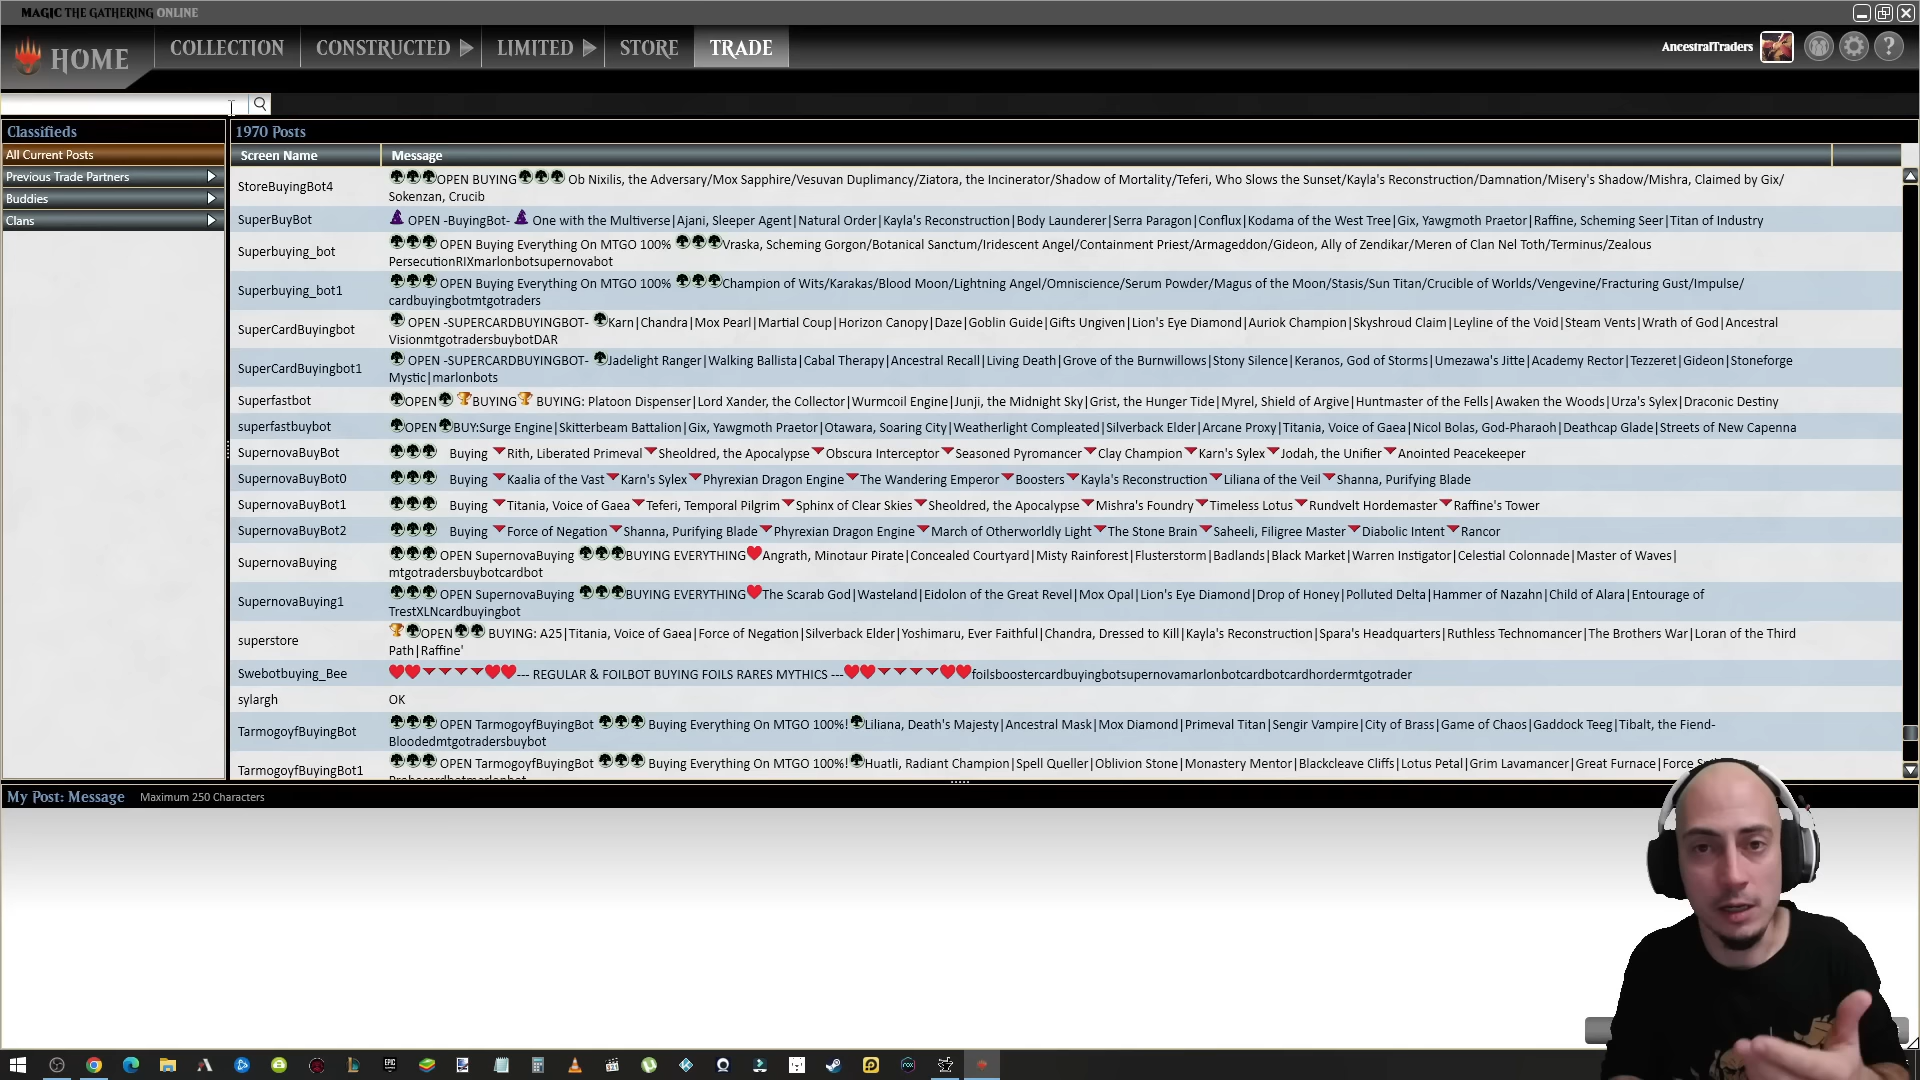 MAGIC THE GATHERING ONLINE
HOME
COLLECTION
CONSTRUCTED
LIMITED
STORE
TRADE
AncestralTraders
?
Classifieds
1970 Posts
All Current Posts
Previous Trade Partners
Buddies
Clans
Screen Name
Message
StoreBuyingBot4
OPEN BUYING Ob Nixilis, the Adversary/Mox Sapphire/Vesuvan Duplimancy/Ziatora, the Incinerator/Shadow of Mortality/Teferi, Who Slows the Sunset/Kayla's Reconstruction/Damnation/Misery's Shadow/Mishra, Claimed by Gix/
Sokenzan, Crucib
SuperBuyBot
OPEN -BuyingBot- One with the Multiverse|Ajani, Sleeper Agent|Natural Order|Kayla's Reconstruction|Body Launderer|Serra Paragon|Conflux|Kodama of the West Tree|Gix, Yawgmoth Praetor|Raffine, Scheming Seer|Titan of Industry
Superbuying_bot
OPEN Buying Everything On MTGO 100% Vraska, Scheming Gorgon/Botanical Sanctum/Iridescent Angel/Containment Priest/Armageddon/Gideon, Ally of Zendikar/Meren of Clan Nel Toth/Terminus/Zealous
PersecutionRIXmarlonbotsupernovabot
Superbuying_bot1
OPEN Buying Everything On MTGO 100% Champion of Wits/Karakas/Blood Moon/Lightning Angel/Omniscience/Serum Powder/Magus of the Moon/Stasis/Sun Titan/Crucible of Worlds/Vengevine/Fracturing Gust/Impulse/
cardbuyingbotmtgotraders
SuperCardBuyingbot
OPEN -SUPERCARDBUYINGBOT- Karn|Chandra|Mox Pearl|Martial Coup|Horizon Canopy|Daze|Goblin Guide|Gifts Ungiven|Lion's Eye Diamond|Auriok Champion|Skyshroud Claim|Leyline of the Void|Steam Vents|Wrath of God|Ancestral
VisionmtgotradersbuybotDAR
SuperCardBuyingbot1
OPEN -SUPERCARDBUYINGBOT- Jadelight Ranger|Walking Ballista|Cabal Therapy|Ancestral Recall|Living Death|Grove of the Burnwillows|Stony Silence|Keranos, God of Storms|Umezawa's Jitte|Academy Rector|Tezzeret|Gideon|Stoneforge
Mystic|marlonbots
Superfastbot
OPEN BUYING BUYING: Platoon Dispenser|Lord Xander, the Collector|Wurmcoil Engine|Junji, the Midnight Sky|Grist, the Hunger Tide|Myrel, Shield of Argive|Huntmaster of the Fells|Awaken the Woods|Urza's Sylex|Draconic Destiny
superfastbuybot
OPEN BUY:Surge Engine|Skitterbeam Battalion|Gix, Yawgmoth Praetor|Otawara, Soaring City|Weatherlight Compleated|Silverback Elder|Arcane Proxy|Titania, Voice of Gaea|Nicol Bolas, God-Pharaoh|Deathcap Glade|Streets of New Capenna
SupernovaBuyBot
Buying Rith, Liberated Primeval Sheoldred, the Apocalypse Obscura Interceptor Seasoned Pyromancer Clay Champion Karn's Sylex Jodah, the Unifier Anointed Peacekeeper
SupernovaBuyBot0
Buying Kaalia of the Vast Karn's Sylex Phyrexian Dragon Engine The Wandering Emperor Boosters Kayla's Reconstruction Liliana of the Veil Shanna, Purifying Blade
SupernovaBuyBot1
Buying Titania, Voice of Gaea Teferi, Temporal Pilgrim Sphinx of Clear Skies Sheoldred, the Apocalypse Mishra's Foundry Timeless Lotus Rundvelt Hordemaster Raffine's Tower
SupernovaBuyBot2
Buying Force of Negation Shanna, Purifying Blade Phyrexian Dragon Engine March of Otherworldly Light The Stone Brain Saheeli, Filigree Master Diabolic Intent Rancor
SupernovaBuying
OPEN SupernovaBuying BUYING EVERYTHING Angrath, Minotaur Pirate|Concealed Courtyard|Misty Rainforest|Flusterstorm|Badlands|Black Market|Warren Instigator|Celestial Colonnade|Master of Waves|
mtgotradersbuybotcardbot
SupernovaBuying1
OPEN SupernovaBuying BUYING EVERYTHING The Scarab God|Wasteland|Eidolon of the Great Revel|Mox Opal|Lion's Eye Diamond|Drop of Honey|Polluted Delta|Hammer of Nazahn|Child of Alara|Entourage of
TrestXLNcardbuyingbot
superstore
OPEN BUYING: A25|Titania, Voice of Gaea|Force of Negation|Silverback Elder|Yoshimaru, Ever Faithful|Chandra, Dressed to Kill|Kayla's Reconstruction|Spara's Headquarters|Ruthless Technomancer|The Brothers War|Loran of the Third
Path|Raffine'
Swebotbuying_Bee
--- REGULAR & FOILBOT BUYING FOILS RARES MYTHICS --- foilsboostercardbuyingbotsupernovamarlonbotcardbotcardhordermtgotrader
sylargh
OK
TarmogoyfBuyingBot
OPEN TarmogoyfBuyingBot Buying Everything On MTGO 100%! Liliana, Death's Majesty|Ancestral Mask|Mox Diamond|Primeval Titan|Sengir Vampire|City of Brass|Game of Chaos|Gaddock Teeg|Tibalt, the Fiend-
Bloodedmtgotradersbuybot
TarmogoyfBuyingBot1
OPEN TarmogoyfBuyingBot Buying Everything On MTGO 100%! Huatli, Radiant Champion|Spell Queller|Oblivion Stone|Monastery Mentor|Blackcleave Cliffs|Lotus Petal|Grim Lavamancer|Great Furnace|Force
My Post: Message
Maximum 250 Characters